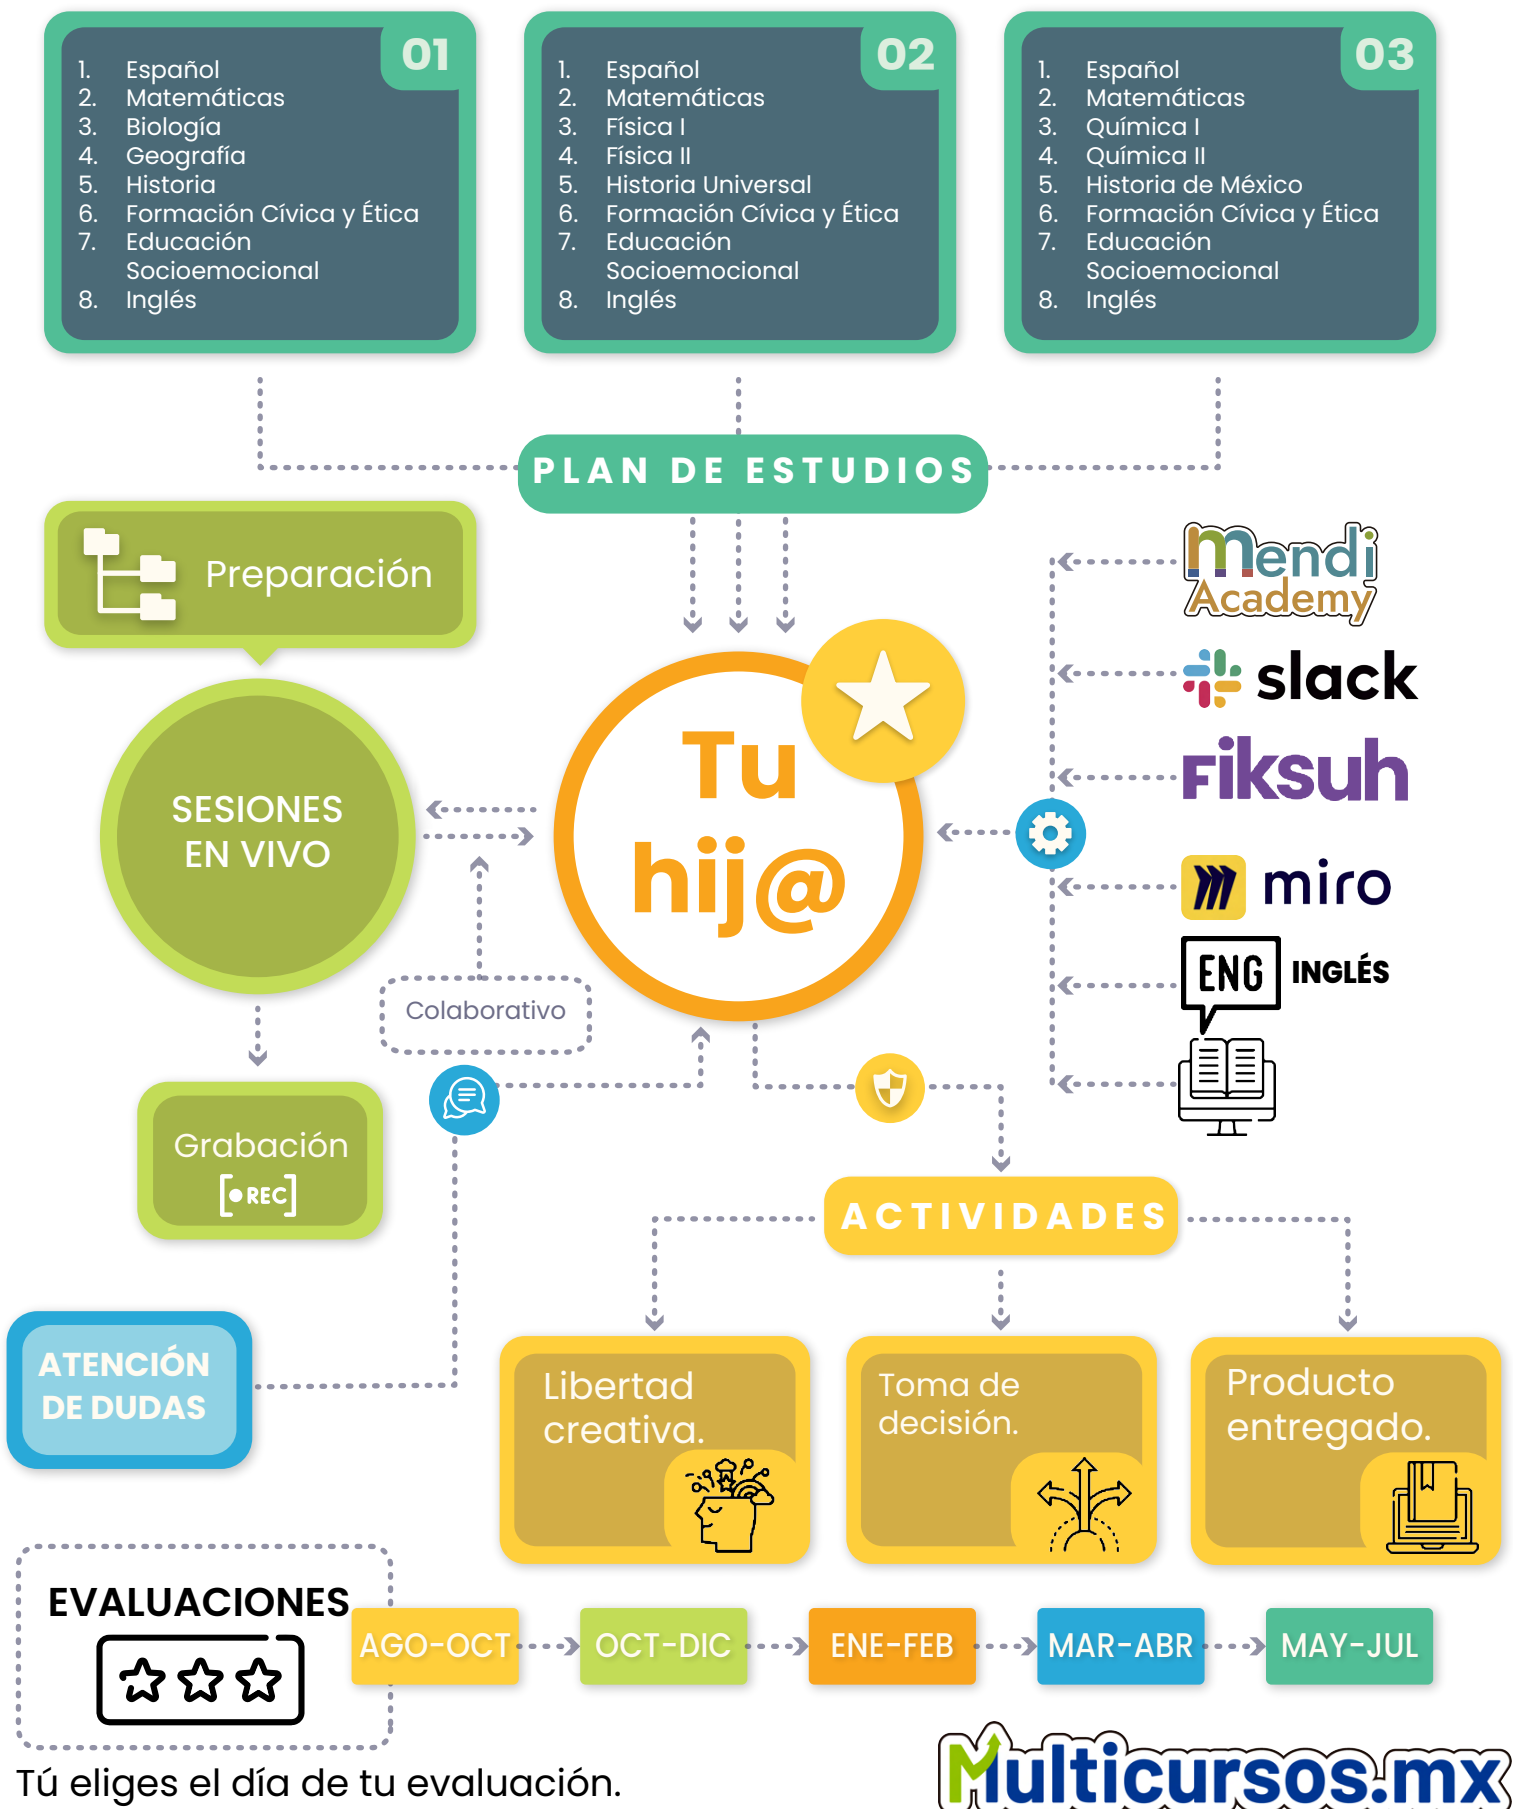 01
1. Español
2. Matemáticas
3. Biología
4. Geografía
5. Historia
6. Formación Cívica y Ética
7. Educación
Socioemocional
8. Inglés
02
1. Español
2. Matemáticas
3. Física I
4. Física II
5. Historia Universal
6. Formación Cívica y Ética
7. Educación
Socioemocional
8. Inglés
03
1. Español
2. Matemáticas
3. Química I
4. Química II
5. Historia de México
6. Formación Cívica y Ética
7. Educación
Socioemocional
8. Inglés
PLAN DE ESTUDIOS
Preparación
SESIONES
EN VIVO
Colaborativo
Grabación
REC
Tu
hij@
mendi
Academy
slack
Fiksuh
miro
ENG
INGLÉS
ATENCIÓN
DE DUDAS
ACTIVIDADES
Libertad
creativa.
Toma de
decisión.
Producto
entregado.
EVALUACIONES
AGO-OCT
OCT-DIC
ENE-FEB
MAR-ABR
MAY-JUL
Tú eliges el día de tu evaluación.
Multicursos.mx